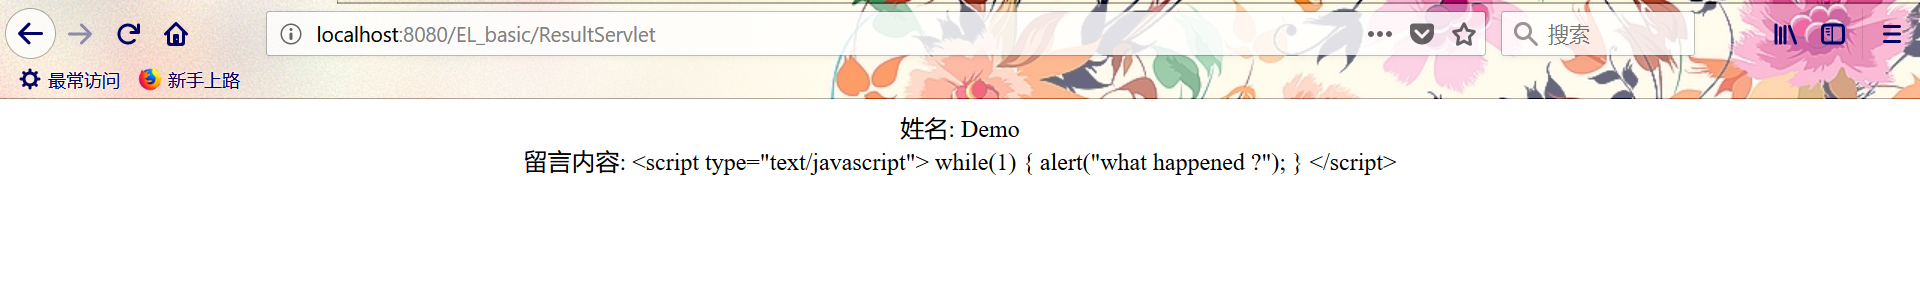 localhost:8080/EL_basic/ResultServlet
搜索
最常访问 新手上路
姓名: Demo
留言内容: <script type="text/javascript"> while(1) { alert("what happened ?"); } </script>